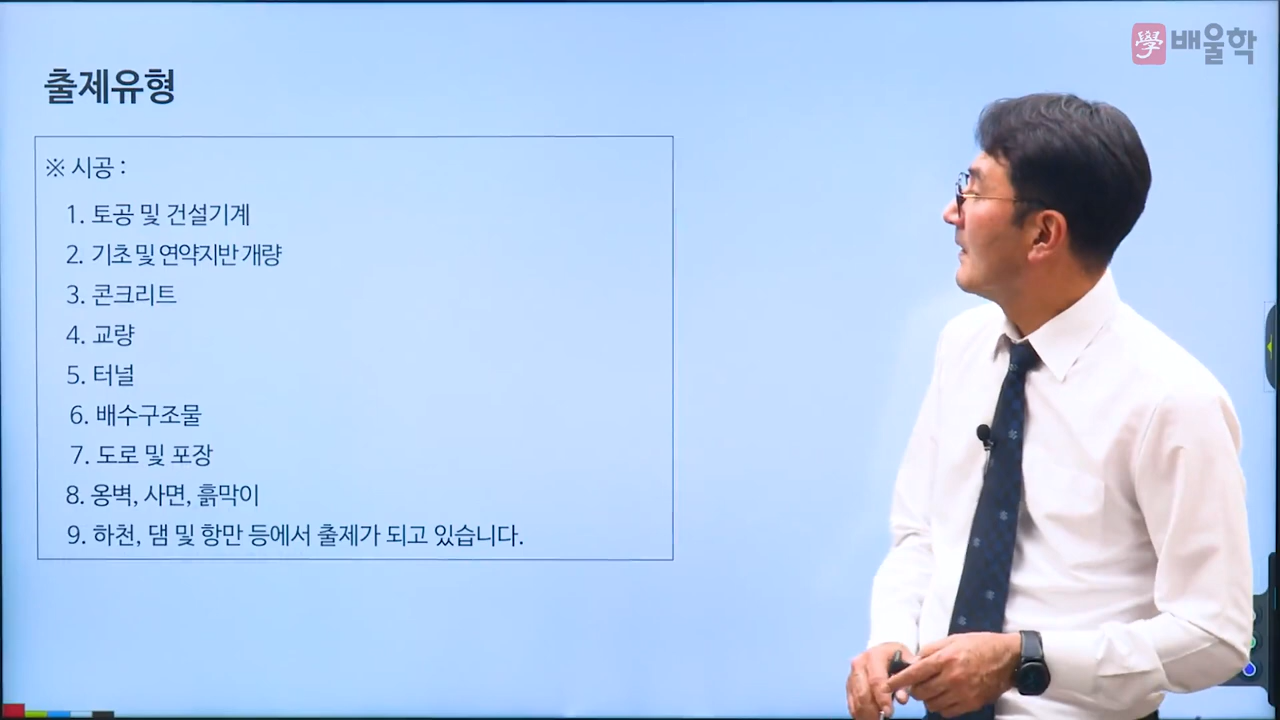 學 배울학
출제유형
※ 시공 :
1. 토공 및 건설기계
2. 기초 및 연약지반 개량
3. 콘크리트
4. 교량
5. 터널
6. 배수구조물
7. 도로 및 포장
8. 옹벽, 사면, 흙막이
9. 하천, 댐 및 항만 등에서 출제가 되고 있습니다.